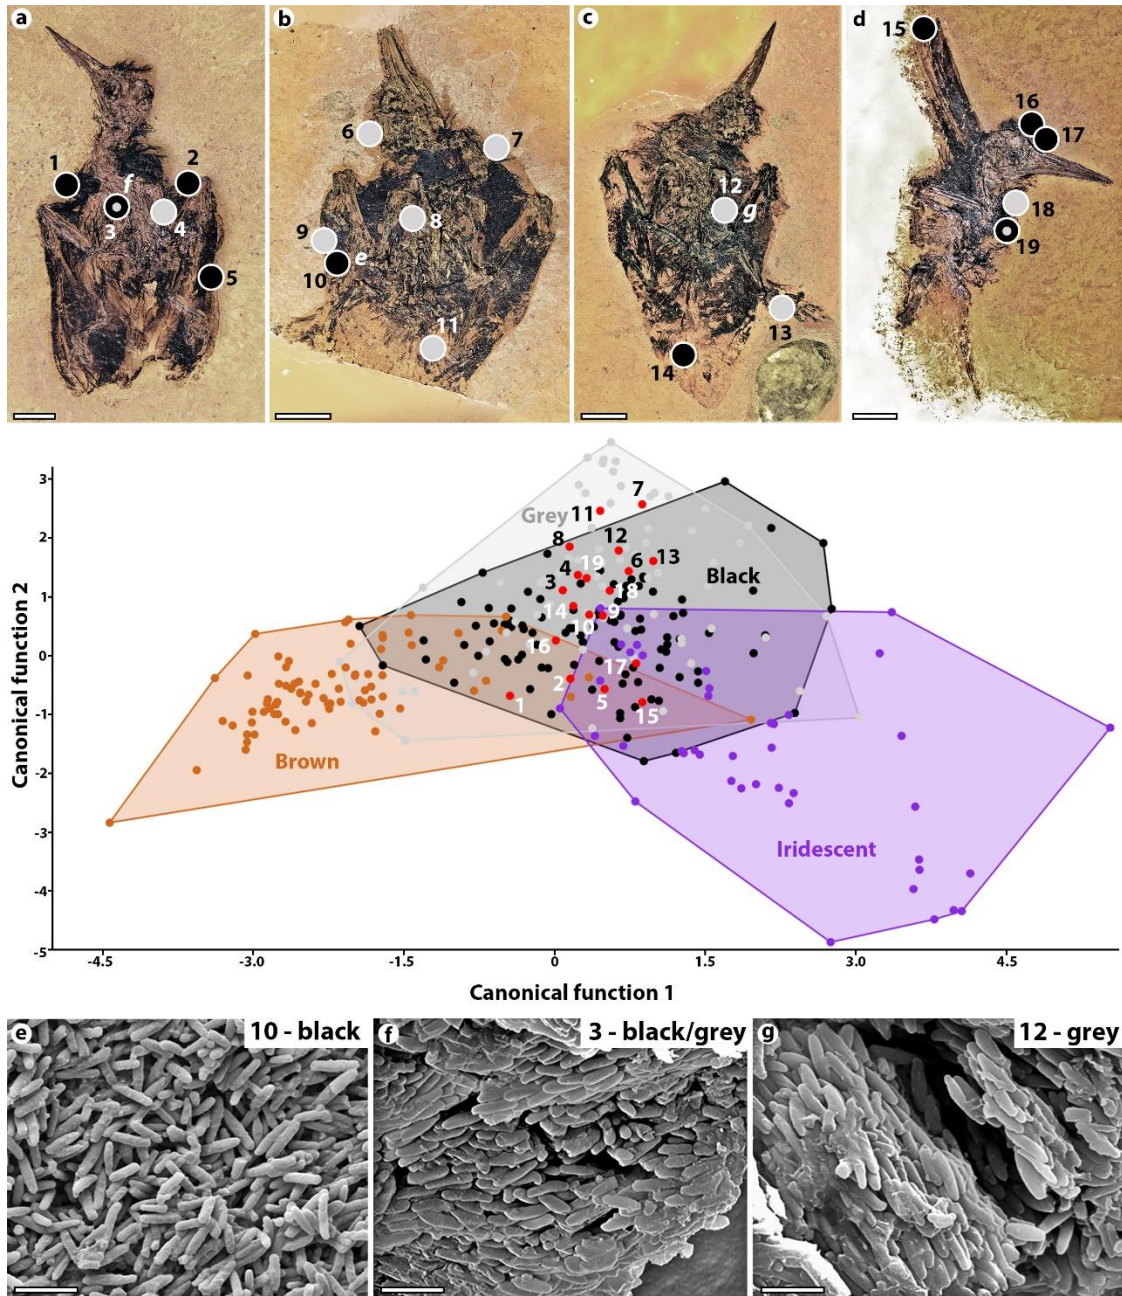 a
b
c
d
1
2
f
3
4
5
6
7
8
9
10
e
11
12
g
13
14
15
16
17
18
19
3
2
1
0
-1
-2
-3
-4
-5
Canonical function 2
Grey
Black
Brown
Iridescent
7
11
8
12
13
19
6
4
3
18
14
9
10
16
17
2
1
5
15
-4.5
-3.0
-1.5
0
1.5
3.0
4.5
Canonical function 1
e
10 - black
f
3 - black/grey
g
12 - grey